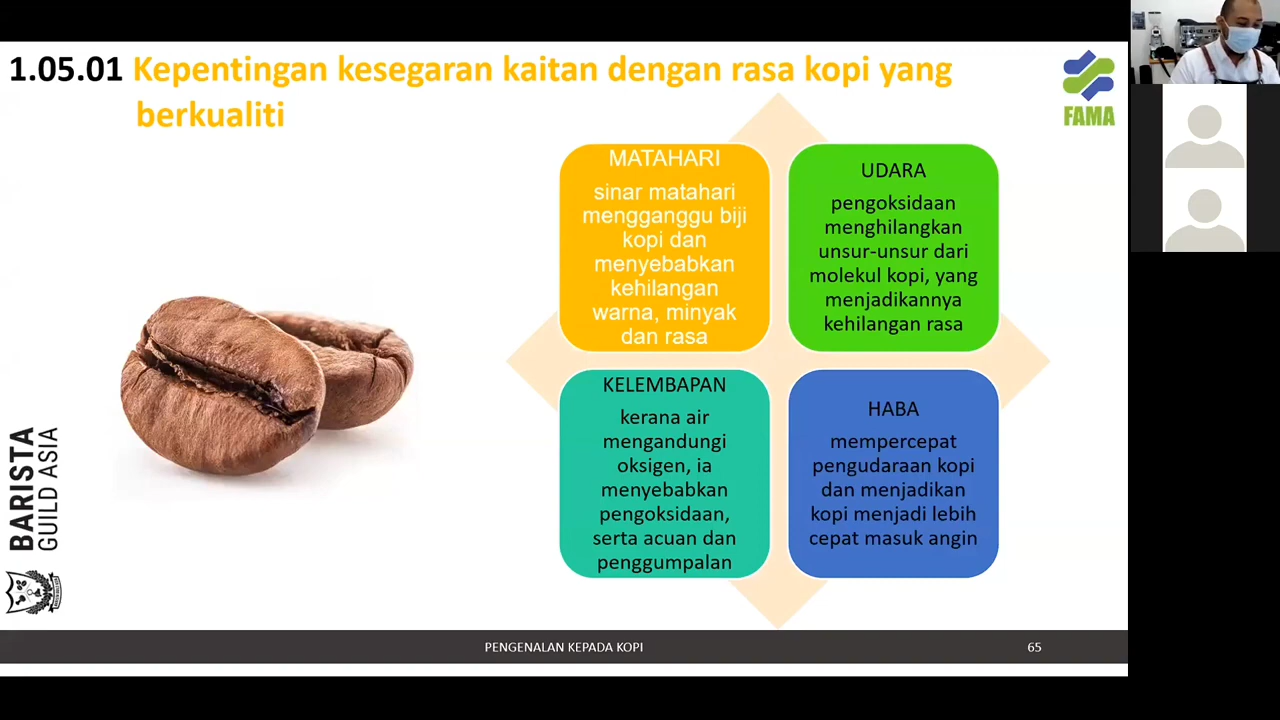 1.05.01 Kepentingan kesegaran kaitan dengan rasa kopi yang
berkualiti
FAMA
MATAHARI
sinar matahari
mengganggu biji
kopi dan
menyebabkan
kehilangan
warna, minyak
dan rasa
UDARA
pengoksidaan
menghilangkan
unsur-unsur dari
molekul kopi, yang
menjadikannya
kehilangan rasa
KELEMBAPAN
kerana air
mengandungi
oksigen, ia
menyebabkan
pengoksidaan,
serta acuan dan
penggumpalan
HABA
mempercepat
pengudaraan kopi
dan menjadikan
kopi menjadi lebih
cepat masuk angin
BARISTA
GUILD ASIA
PENGENALAN KEPADA KOPI
65